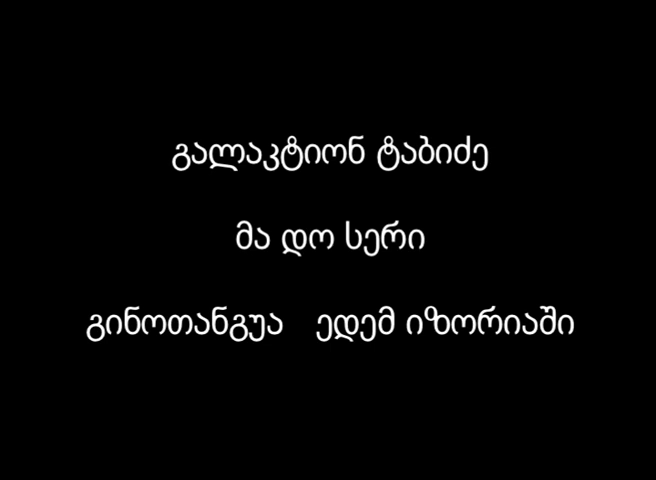 გალაკტიონ ტაბიძე
მა დო სერი
გინოთანგუა ედემ იზორიაში